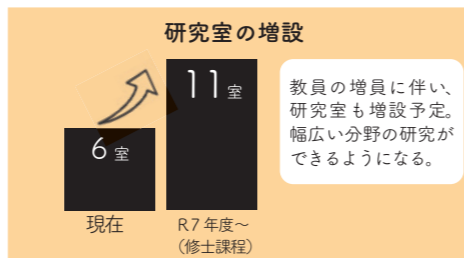 研究室の増設
11 室
6 室
教員の増員に伴い、
研究室も増設予定。
幅広い分野の研究が
できるようになる。
現在
R7年度～
（修士課程）